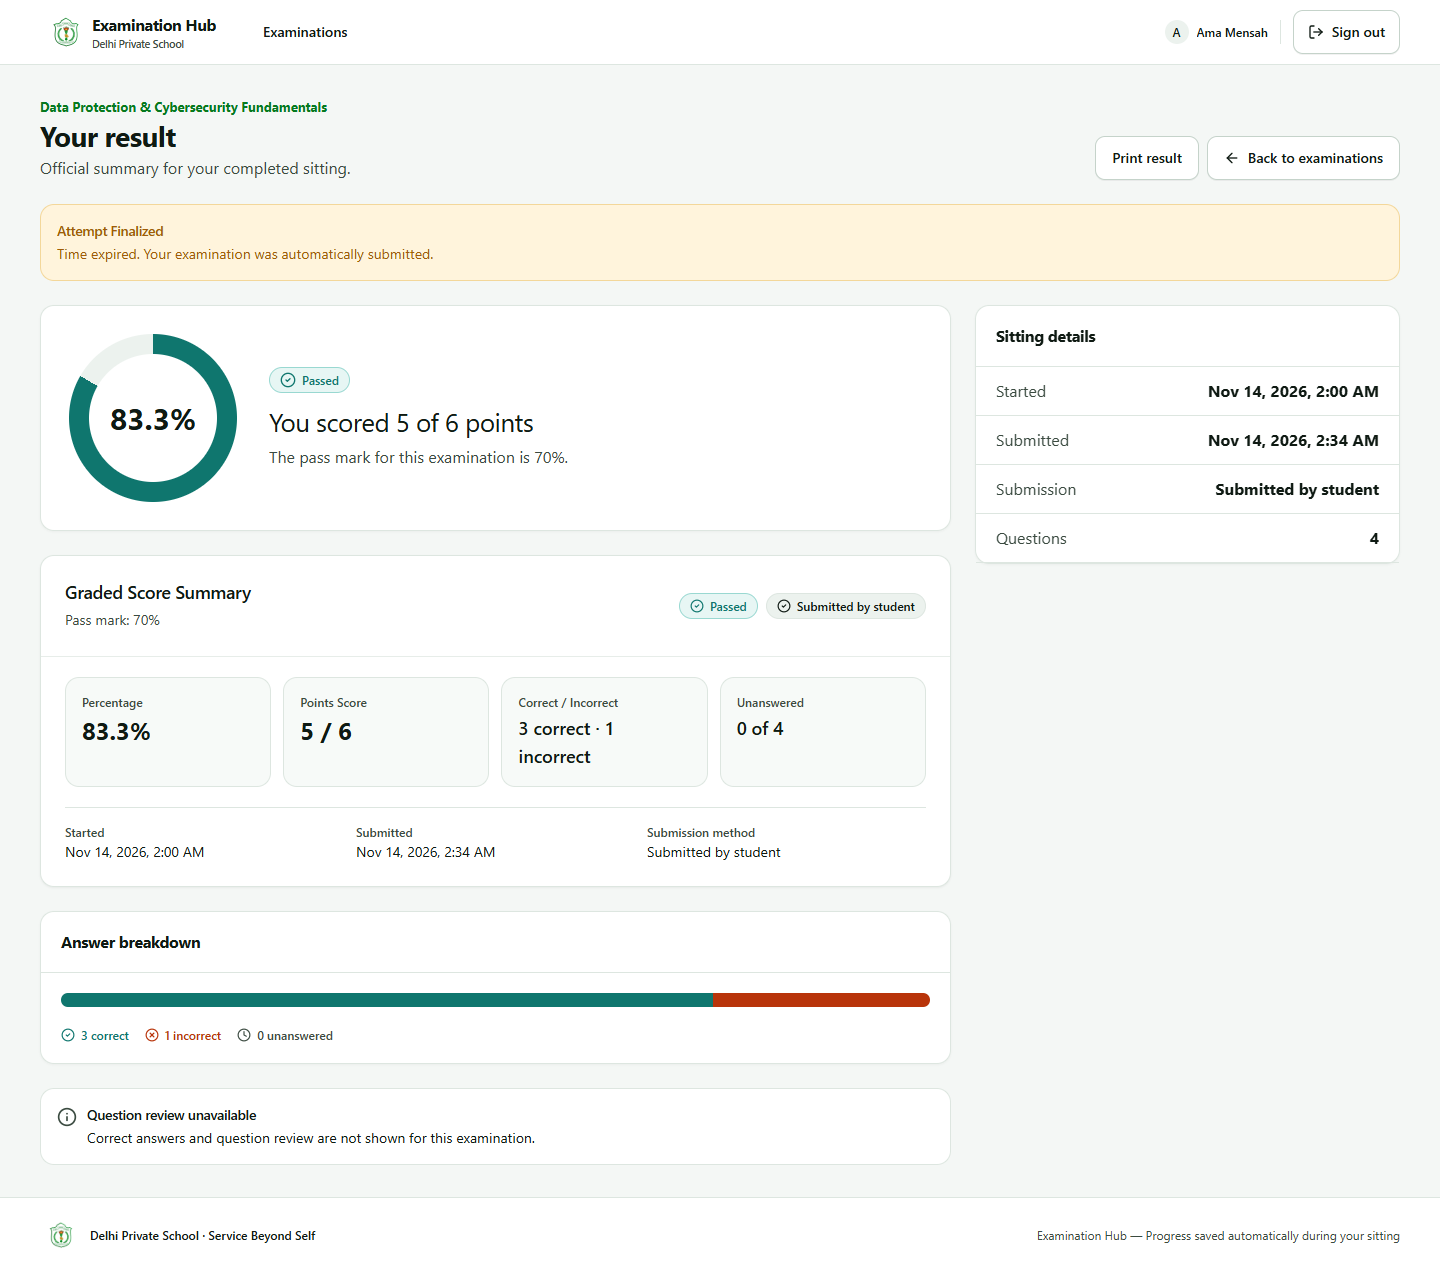 Examination Hub
Delhi Private School
Examinations
A
Ama Mensah
Sign out
Data Protection & Cybersecurity Fundamentals
Your result
Official summary for your completed sitting.
Print result
Back to examinations
Attempt Finalized
Time expired. Your examination was automatically submitted.
83.3%
Passed
You scored 5 of 6 points
The pass mark for this examination is 70%.
Sitting details
Started Nov 14, 2026, 2:00 AM
Submitted Nov 14, 2026, 2:34 AM
Submission Submitted by student
Questions 4
Graded Score Summary
Pass mark: 70%
Passed
Submitted by student
Percentage
83.3%
Points Score
5 / 6
Correct / Incorrect
3 correct · 1
incorrect
Unanswered
0 of 4
Started
Nov 14, 2026, 2:00 AM
Submitted
Nov 14, 2026, 2:34 AM
Submission method
Submitted by student
Answer breakdown
3 correct
1 incorrect
0 unanswered
Question review unavailable
Correct answers and question review are not shown for this examination.
Delhi Private School · Service Beyond Self
Examination Hub — Progress saved automatically during your sitting